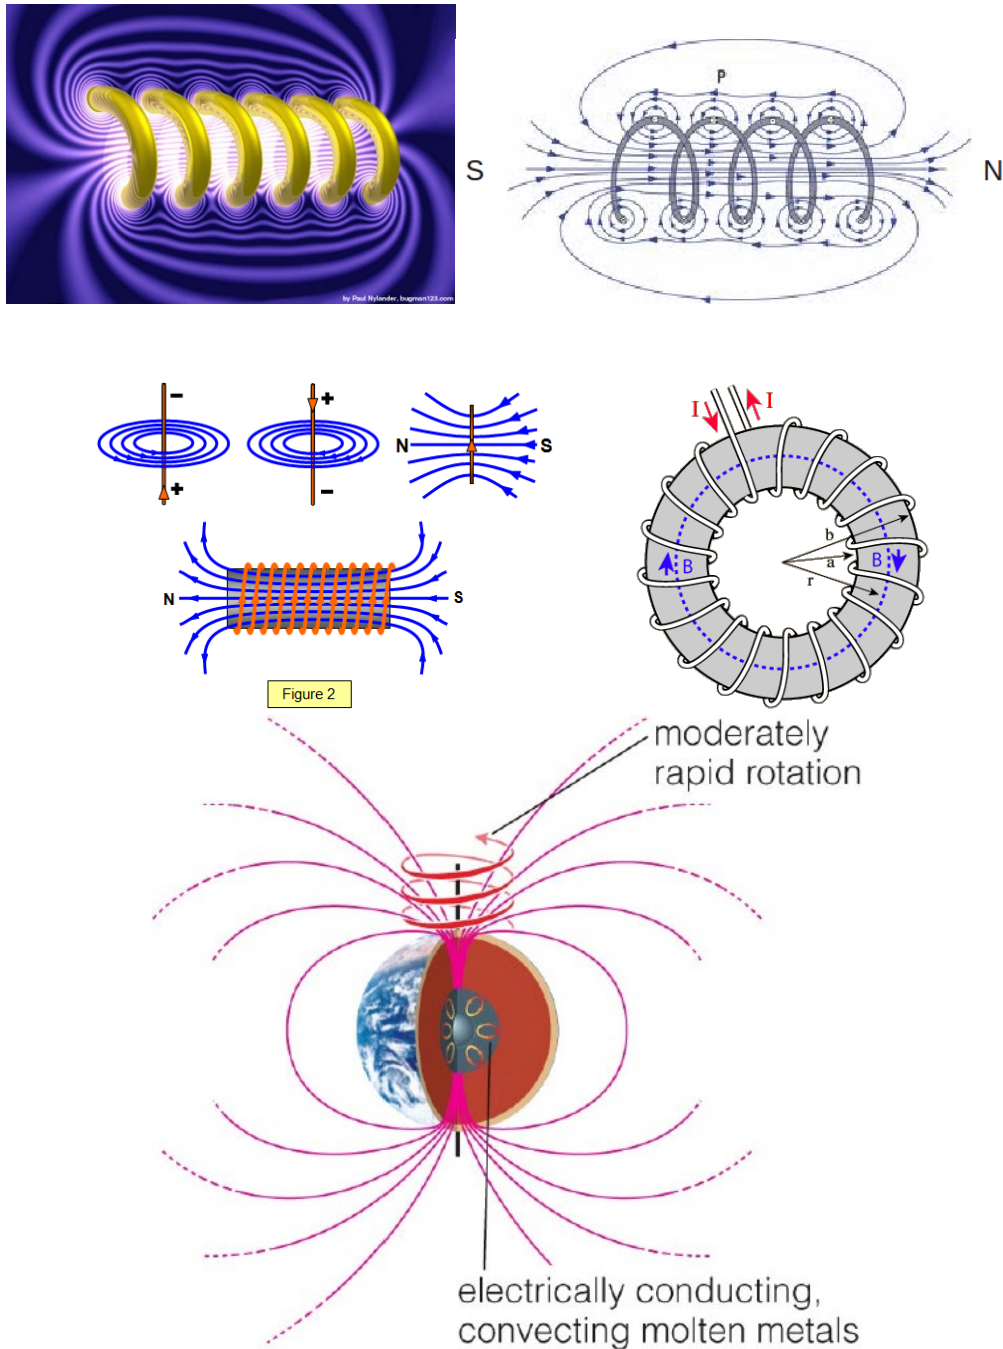 by Paul Nylander, bugman123.com
P
S
N
−
+
+
−
N
S
N
S
Figure 2
I
I
b
a
r
B
B
moderately
rapid rotation
electrically conducting,
convecting molten metals